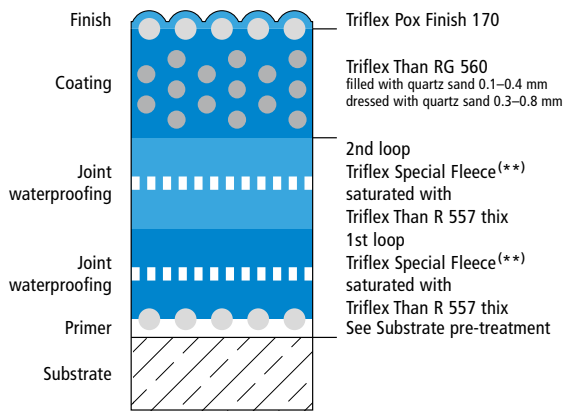 Finish
Triflex Pox Finish 170
Coating
Triflex Than RG 560
filled with quartz sand 0.1–0.4 mm
dressed with quartz sand 0.3–0.8 mm
Joint
waterproofing
2nd loop
Triflex Special Fleece(**)
saturated with
Triflex Than R 557 thix
Joint
waterproofing
1st loop
Triflex Special Fleece(**)
saturated with
Triflex Than R 557 thix
Primer
See Substrate pre-treatment
Substrate